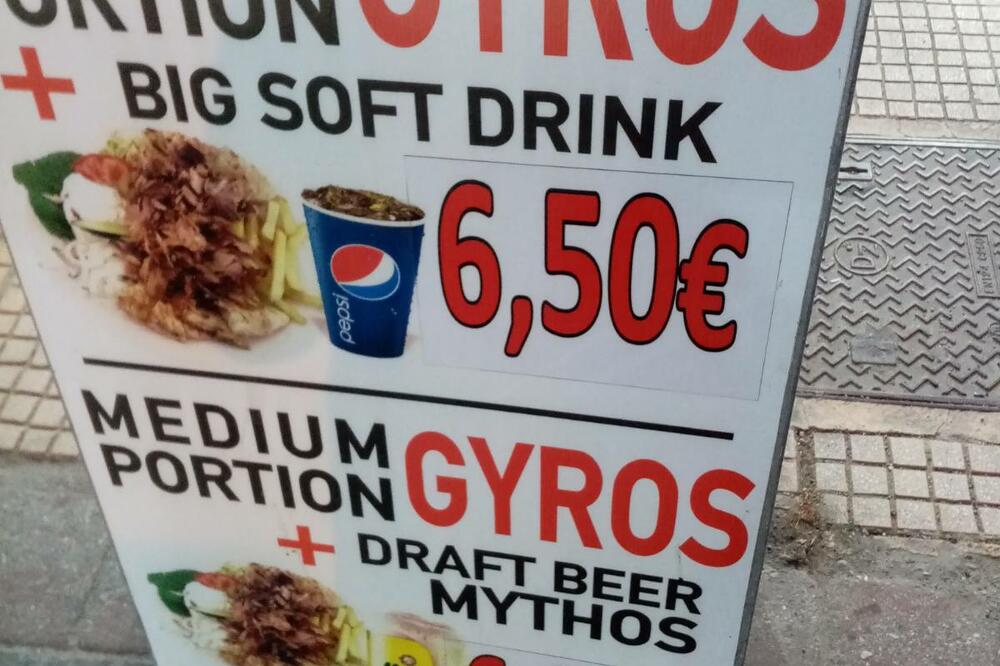 GYROS
+ BIG SOFT DRINK
pepsi
6,50€
MEDIUM
PORTION GYROS
+ DRAFT BEER
MYTHOS